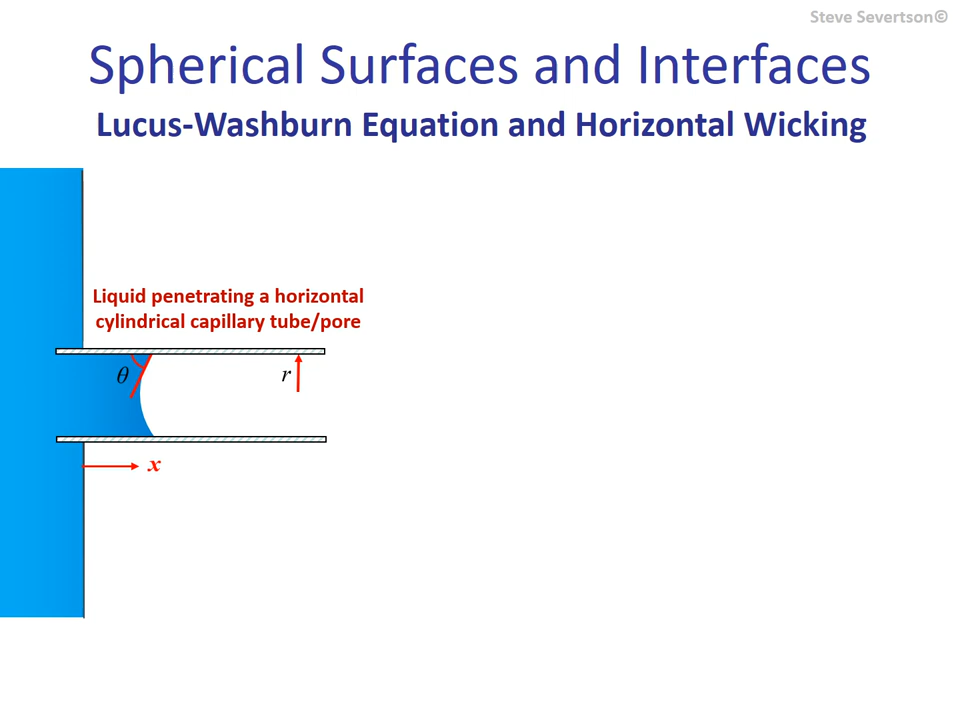 Steve Severtson©
Spherical Surfaces and Interfaces
Lucus-Washburn Equation and Horizontal Wicking
Liquid penetrating a horizontal
cylindrical capillary tube/pore
θ
r
x